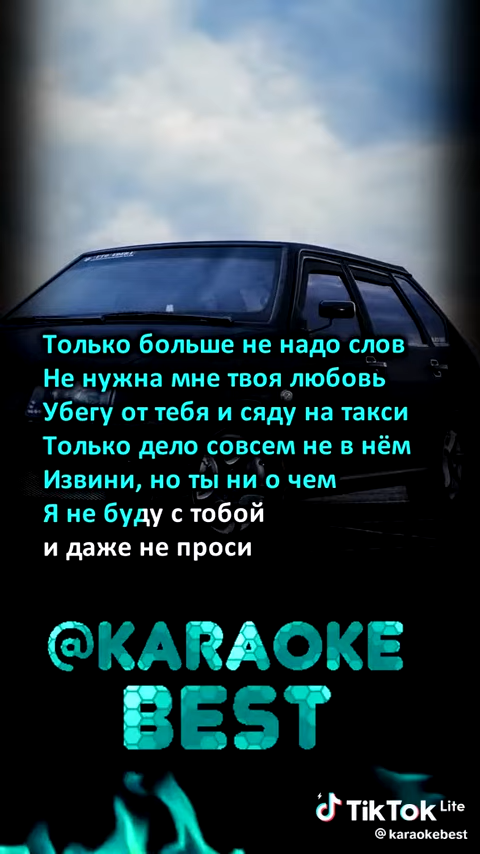 Только больше не надо слов
Не нужна мне твоя любовь
Убегу от тебя и сяду на такси
Только дело совсем не в нём
Извини, но ты ни о чем
Я не буду с тобой
и даже не проси
@KARAOKE
BEST
TikTok Lite
@karaokebest